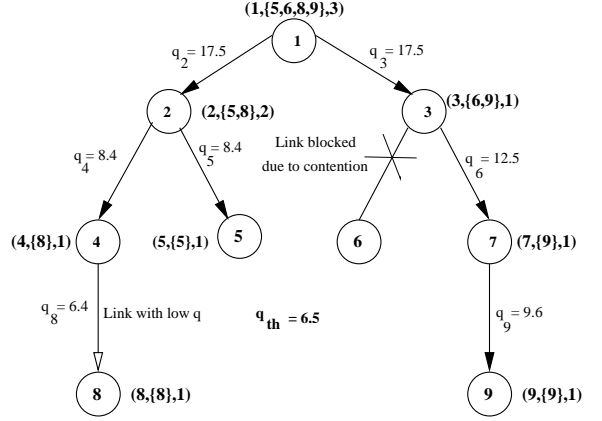 (1,{5,6,8,9},3)
1
q2 = 17.5
q3 = 17.5
2
(2,{5,8},2)
3
(3,{6,9},1)
Link blocked
due to contention
q4 = 8.4
q5 = 8.4
q6 = 12.5
(4,{8},1)
4
(5,{5},1)
5
6
7
(7,{9},1)
q8 = 6.4
Link with low q
qth = 6.5
q9 = 9.6
8
(8,{8},1)
9
(9,{9},1)